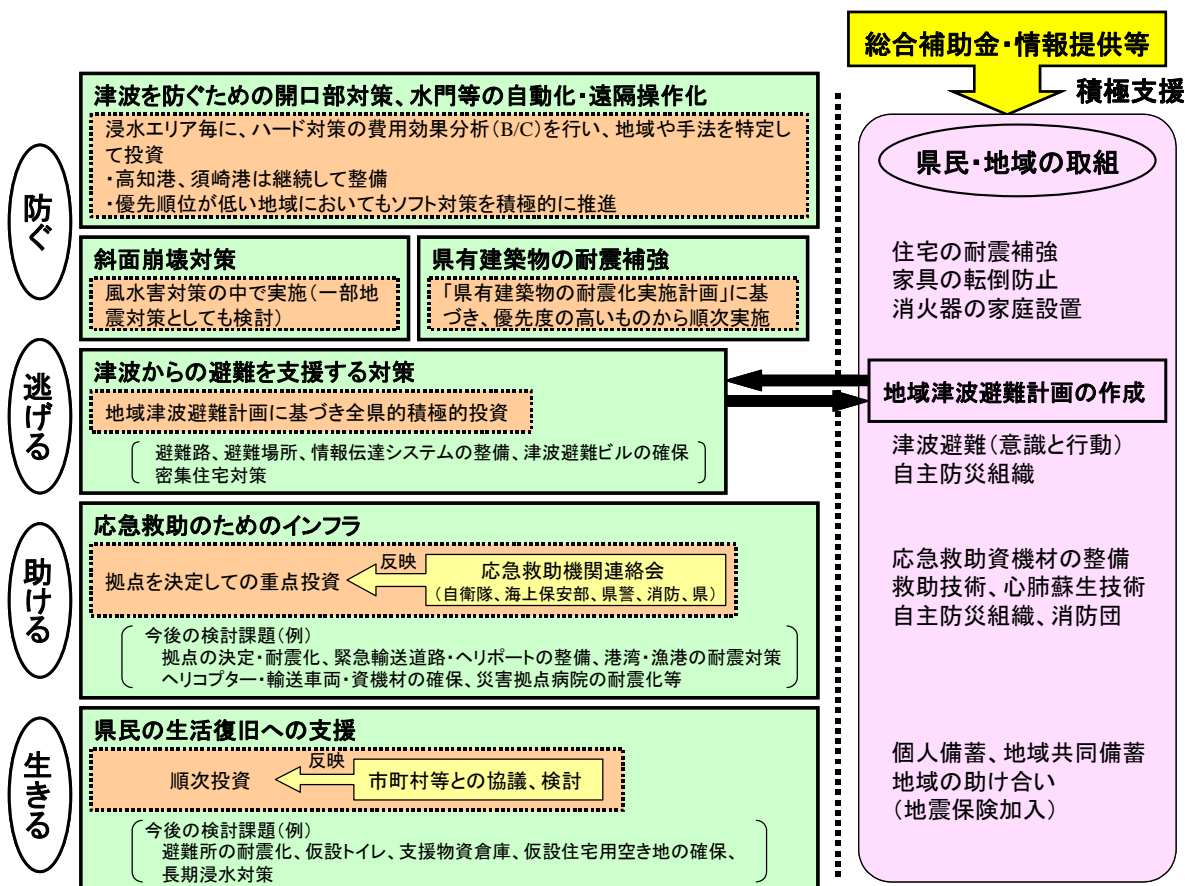 総合補助金・情報提供等
積極支援
防ぐ
津波を防ぐための開口部対策、水門等の自動化・遠隔操作化
浸水エリア毎に、ハード対策の費用効果分析(B/C)を行い、地域や手法を特定し
て投資
・高知港、須崎港は継続して整備
・優先順位が低い地域においてもソフト対策を積極的に推進
斜面崩壊対策
風水害対策の中で実施(一部地
震対策としても検討)
県有建築物の耐震補強
「県有建築物の耐震化実施計画」に基
づき、優先度の高いものから順次実施
逃げる
津波からの避難を支援する対策
地域津波避難計画に基づき全県的積極的投資
避難路、避難場所、情報伝達システムの整備、津波避難ビルの確保
密集住宅対策
助ける
応急救助のためのインフラ
拠点を決定しての重点投資
反映
応急救助機関連絡会
(自衛隊、海上保安部、県警、消防、県)
今後の検討課題(例)
拠点の決定・耐震化、緊急輸送道路・ヘリポートの整備、港湾・漁港の耐震対策
ヘリコプター・輸送車両・資機材の確保、災害拠点病院の耐震化等
生きる
県民の生活復旧への支援
順次投資
反映
市町村等との協議、検討
今後の検討課題(例)
避難所の耐震化、仮設トイレ、支援物資倉庫、仮設住宅用空き地の確保、
長期浸水対策
県民・地域の取組
住宅の耐震補強
家具の転倒防止
消火器の家庭設置
地域津波避難計画の作成
津波避難(意識と行動)
自主防災組織
応急救助資機材の整備
救助技術、心肺蘇生技術
自主防災組織、消防団
個人備蓄、地域共同備蓄
地域の助け合い
(地震保険加入)